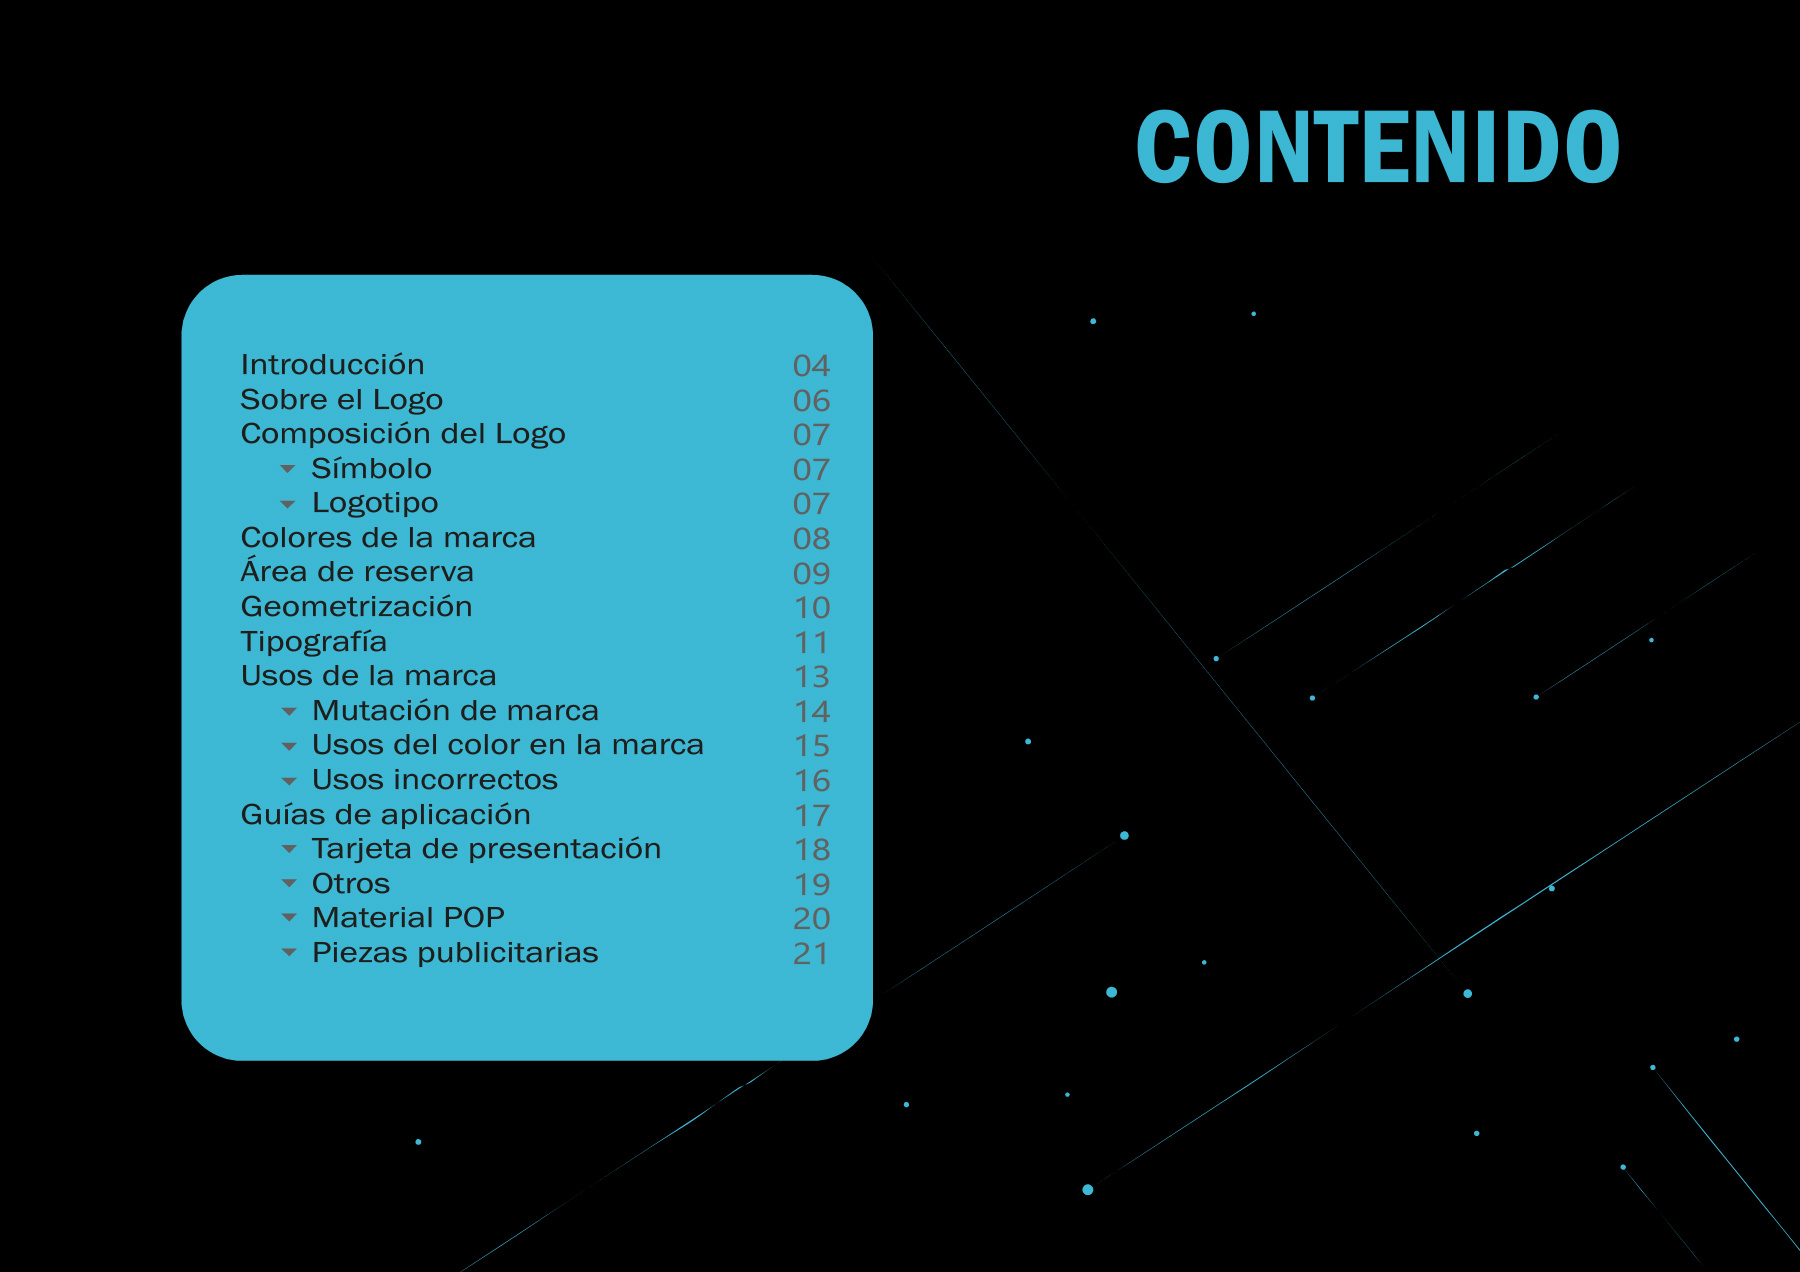 CONTENIDO
Introducción 04
Sobre el Logo 06
Composición del Logo 07
Símbolo 07
Logotipo 07
Colores de la marca 08
Área de reserva 09
Geometrización 10
Tipografía 11
Usos de la marca 13
Mutación de marca 14
Usos del color en la marca 15
Usos incorrectos 16
Guías de aplicación 17
Tarjeta de presentación 18
Otros 19
Material POP 20
Piezas publicitarias 21